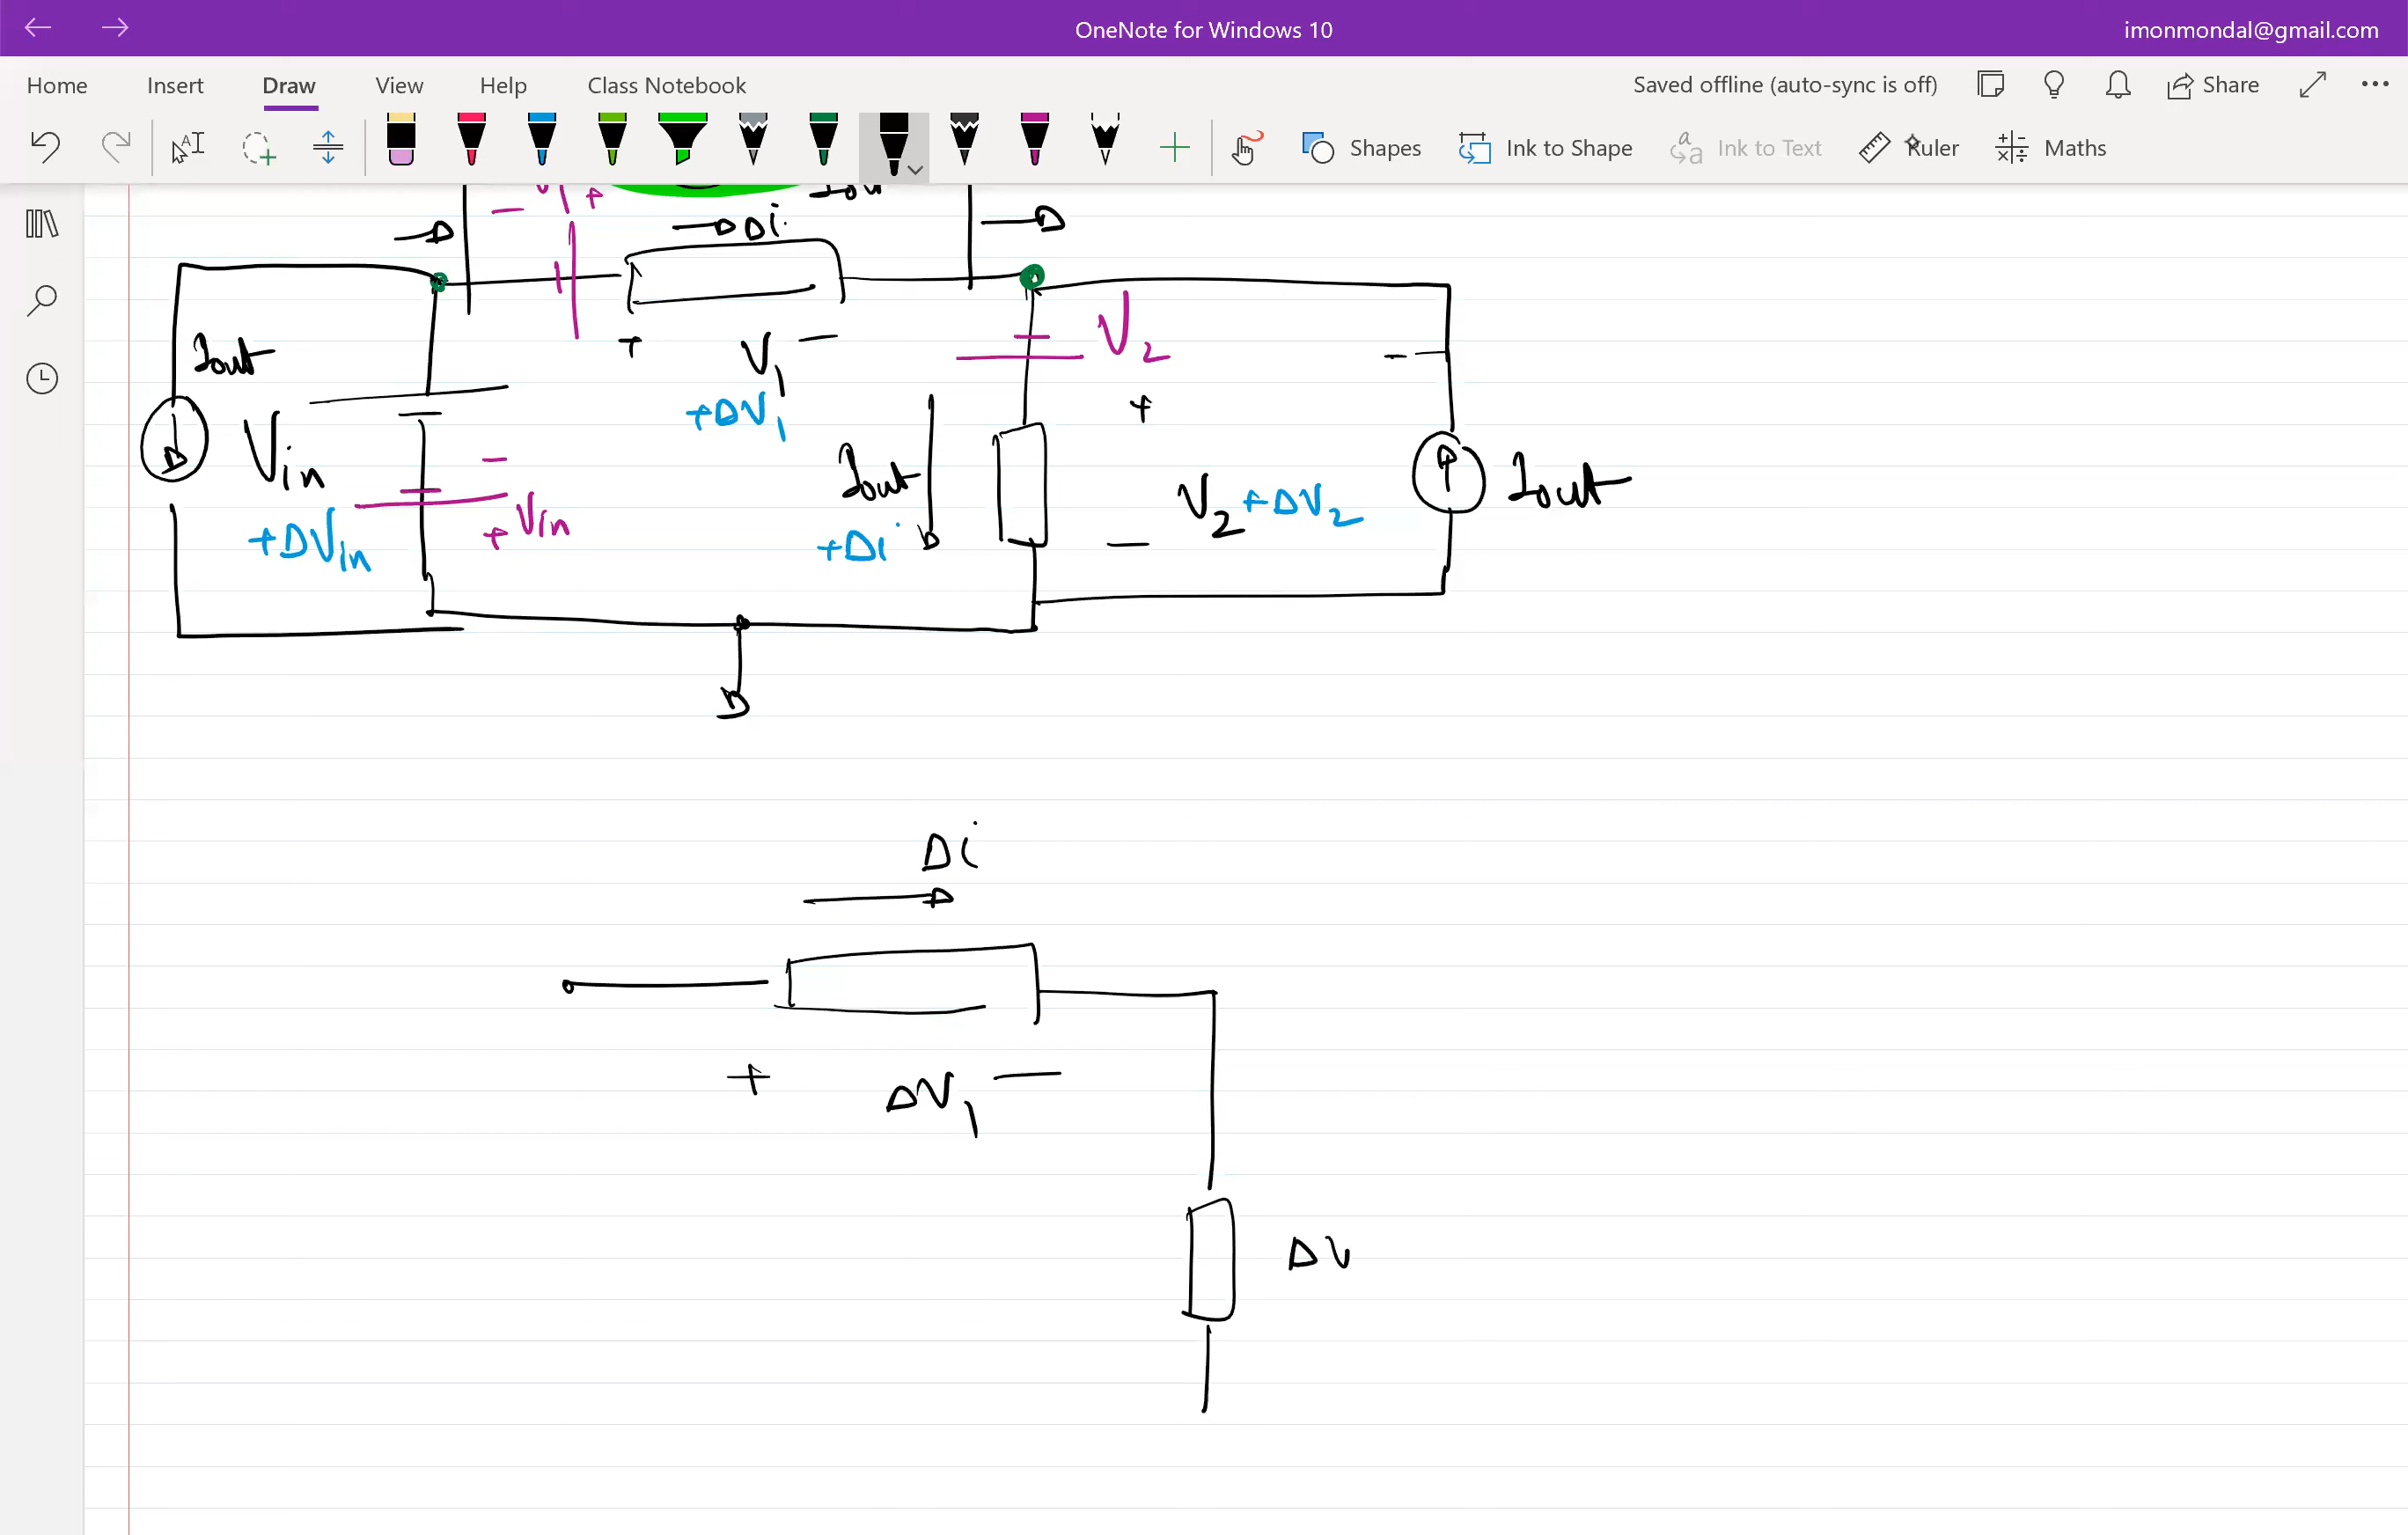 OneNote for Windows 10
imonmondal@gmail.com
Home Insert Draw View Help Class Notebook
Saved offline (auto-sync is off) Share
Shapes Ink to Shape Ink to Text Ruler Maths
- V1 + Iout
Δi
Iout
Vin
+ΔVin
-
+ Vin
+ V1 -
+ΔV1
V2
-
+
Iout
+Δi
V2 +ΔV2
-
Iout
Δi
+ ΔV1 -
ΔV